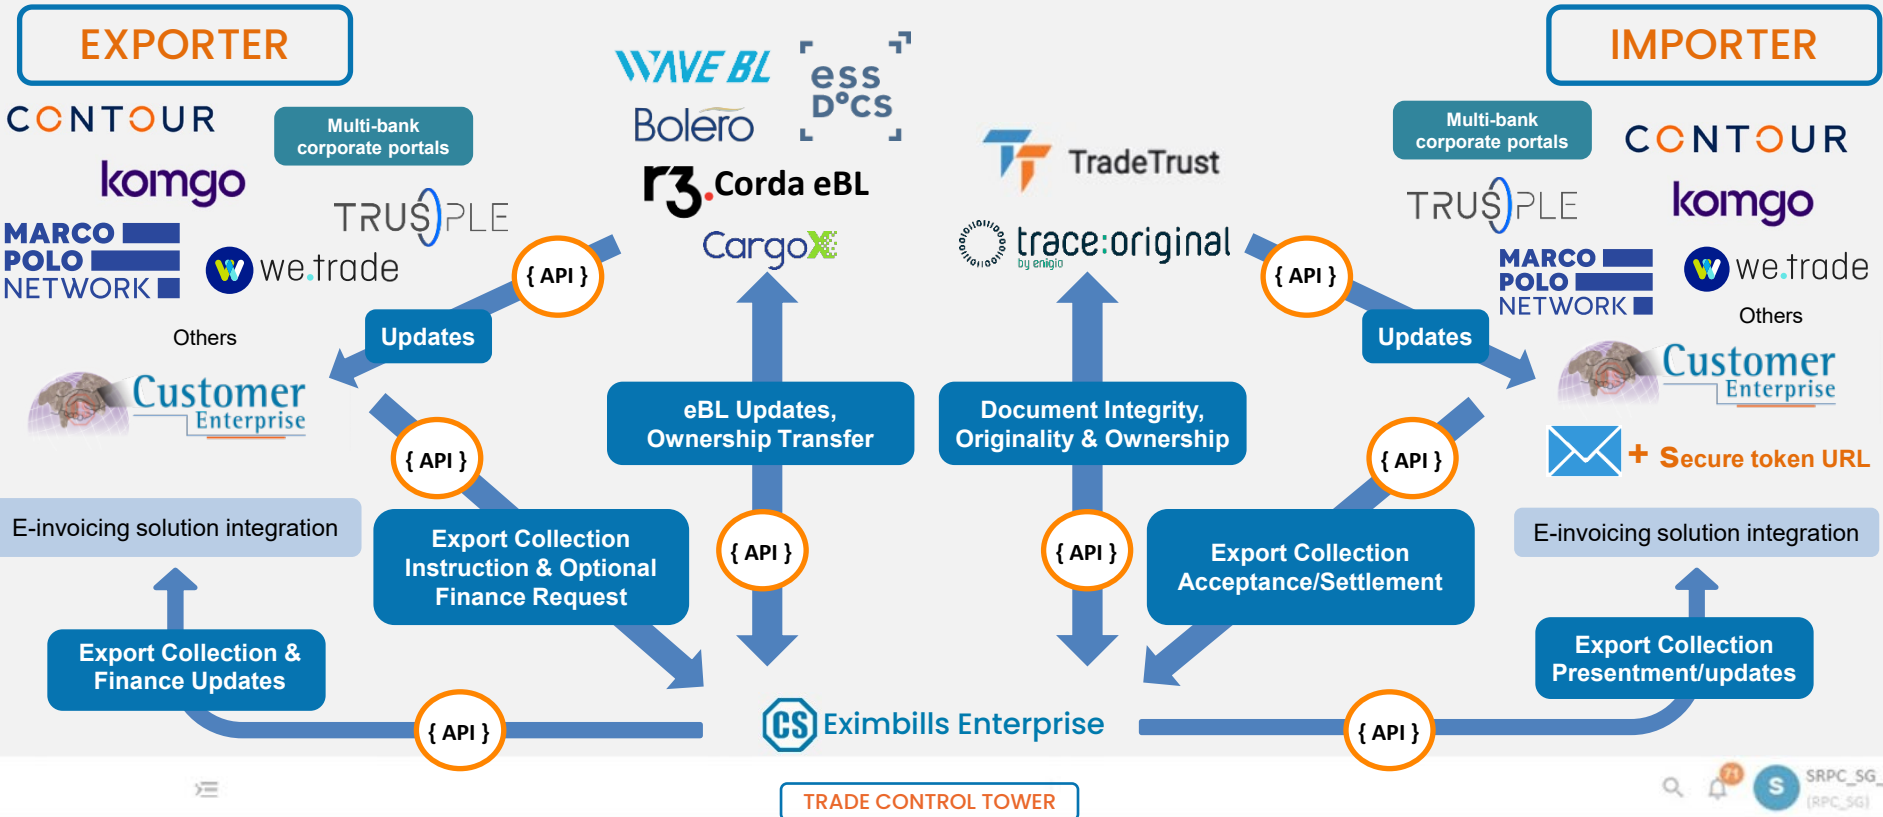 EXPORTER
IMPORTER
CONTOUR
Multi-bank
corporate portals
komgo
TRUSPLE
MARCO
POLO
NETWORK
we.trade
Others
Customer
Enterprise
WAVE BL
ess
DOCS
Bolero
r3.Corda eBL
CargoX
TradeTrust
trace:original
by enigio
Multi-bank
corporate portals
CONTOUR
TRUSPLE
komgo
MARCO
POLO
NETWORK
we.trade
Others
Customer
Enterprise
+ Secure token URL
{ API }
Updates
{ API }
Updates
eBL Updates,
Ownership Transfer
Document Integrity,
Originality & Ownership
{ API }
{ API }
E-invoicing solution integration
Export Collection
Instruction & Optional
Finance Request
{ API }
{ API }
Export Collection
Acceptance/Settlement
E-invoicing solution integration
Export Collection &
Finance Updates
Export Collection
Presentment/updates
{ API }
CS Eximbills Enterprise
{ API }
TRADE CONTROL TOWER
71
S
SRPC_SG_
(RPC_SG)